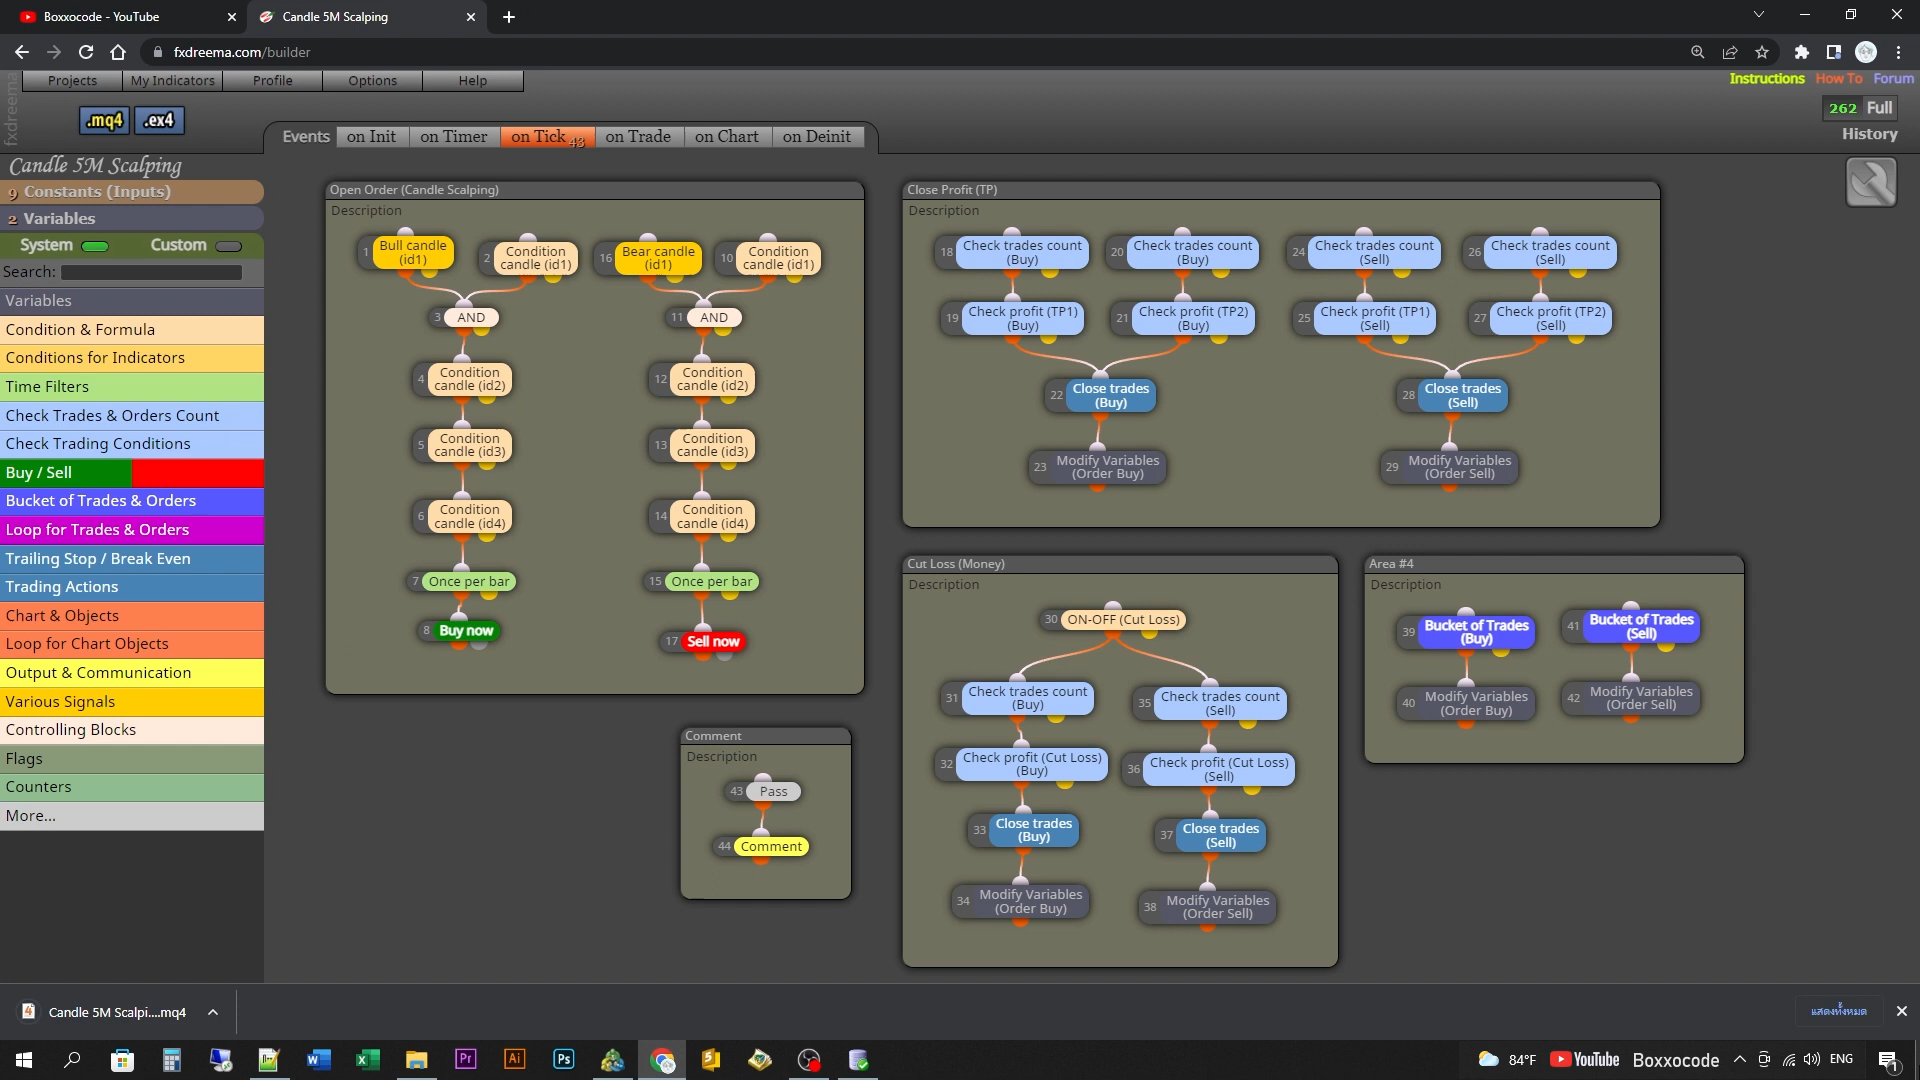 Boxxocode - YouTube
Candle 5M Scalping
fxdreema.com/builder
Projects
My Indicators
Profile
Options
Help
Instructions
How To
Forum
fxdreema
.mq4
.ex4
262 Full
History
Events
on Init
on Timer
on Tick 43
on Trade
on Chart
on Deinit
Candle 5M Scalping
9 Constants (Inputs)
2 Variables
System
Custom
Search:
Variables
Condition & Formula
Conditions for Indicators
Time Filters
Check Trades & Orders Count
Check Trading Conditions
Buy / Sell
Bucket of Trades & Orders
Loop for Trades & Orders
Trailing Stop / Break Even
Trading Actions
Chart & Objects
Loop for Chart Objects
Output & Communication
Various Signals
Controlling Blocks
Flags
Counters
More...
Open Order (Candle Scalping)
Description
1 Bull candle
(id1)
2 Condition
candle (id1)
16 Bear candle
(id1)
10 Condition
candle (id1)
3 AND
11 AND
4 Condition
candle (id2)
12 Condition
candle (id2)
5 Condition
candle (id3)
13 Condition
candle (id3)
6 Condition
candle (id4)
14 Condition
candle (id4)
7 Once per bar
15 Once per bar
8 Buy now
17 Sell now
Comment
Description
43 Pass
44 Comment
Close Profit (TP)
Description
18 Check trades count
(Buy)
20 Check trades count
(Buy)
24 Check trades count
(Sell)
26 Check trades count
(Sell)
19 Check profit (TP1)
(Buy)
21 Check profit (TP2)
(Buy)
25 Check profit (TP1)
(Sell)
27 Check profit (TP2)
(Sell)
22 Close trades
(Buy)
28 Close trades
(Sell)
23 Modify Variables
(Order Buy)
29 Modify Variables
(Order Sell)
Cut Loss (Money)
Description
30 ON-OFF (Cut Loss)
31 Check trades count
(Buy)
35 Check trades count
(Sell)
32 Check profit (Cut Loss)
(Buy)
36 Check profit (Cut Loss)
(Sell)
33 Close trades
(Buy)
37 Close trades
(Sell)
34 Modify Variables
(Order Buy)
38 Modify Variables
(Order Sell)
Area #4
Description
39 Bucket of Trades
(Buy)
41 Bucket of Trades
(Sell)
40 Modify Variables
(Order Buy)
42 Modify Variables
(Order Sell)
Candle 5M Scalpi....mq4
แสดงทั้งหมด
84°F
YouTube
Boxxocode
ENG
1